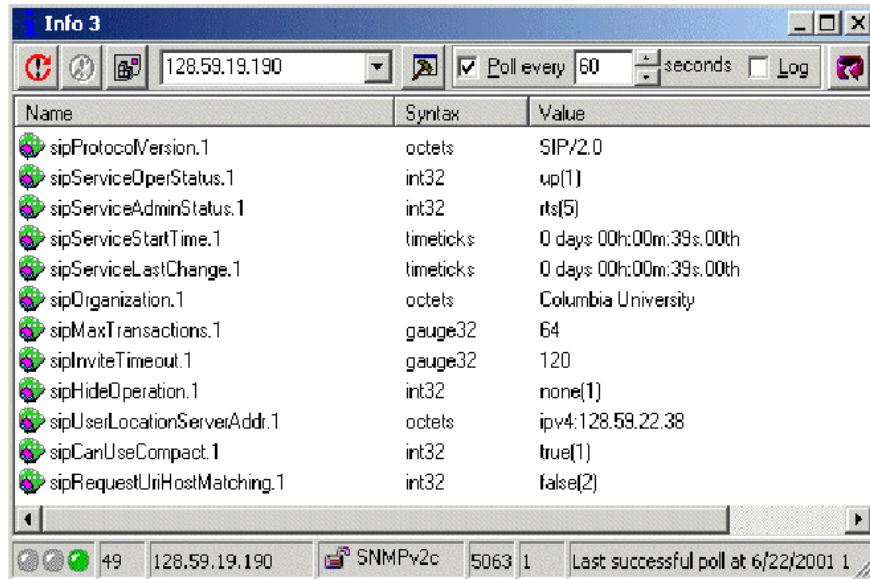 Info 3
128.59.19.190 Poll every 60 seconds Log
Name Syntax Value
sipProtocolVersion.1 octets SIP/2.0
sipServiceOperStatus.1 int32 up(1)
sipServiceAdminStatus.1 int32 rts(5)
sipServiceStartTime.1 timeticks 0 days 00h:00m:39s.00th
sipServiceLastChange.1 timeticks 0 days 00h:00m:39s.00th
sipOrganization.1 octets Columbia University
sipMaxTransactions.1 gauge32 64
sipInviteTimeout.1 gauge32 120
sipHideOperation.1 int32 none(1)
sipUserLocationServerAddr.1 octets ipv4:128.59.22.38
sipCanUseCompact.1 int32 true(1)
sipRequestUriHostMatching.1 int32 false(2)
49 128.59.19.190 SNMPv2c 5063 1 Last successful poll at 6/22/2001 1